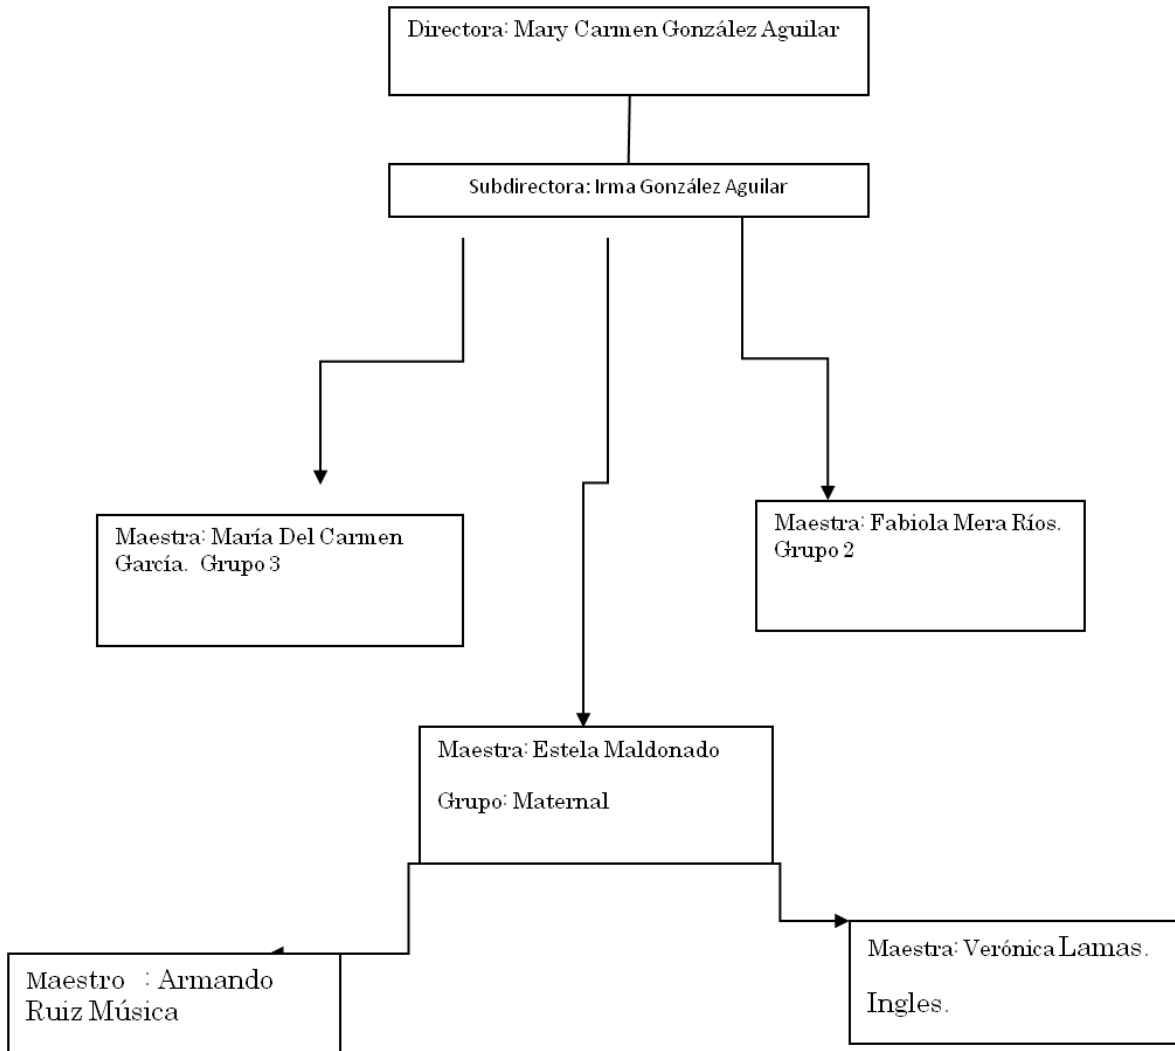 Directora: Mary Carmen González Aguilar
Subdirectora: Irma González Aguilar
Maestra: María Del Carmen
García. Grupo 3
Maestra: Fabiola Mera Ríos.
Grupo 2
Maestra: Estela Maldonado
Grupo: Maternal
Maestro : Armando
Ruiz Música
Maestra: Verónica Lamas.
Ingles.